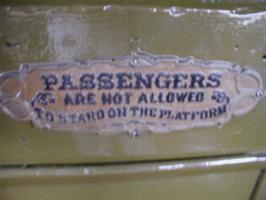 PASSENGERS
ARE NOT ALLOWED
TO STAND ON THE PLATFORM